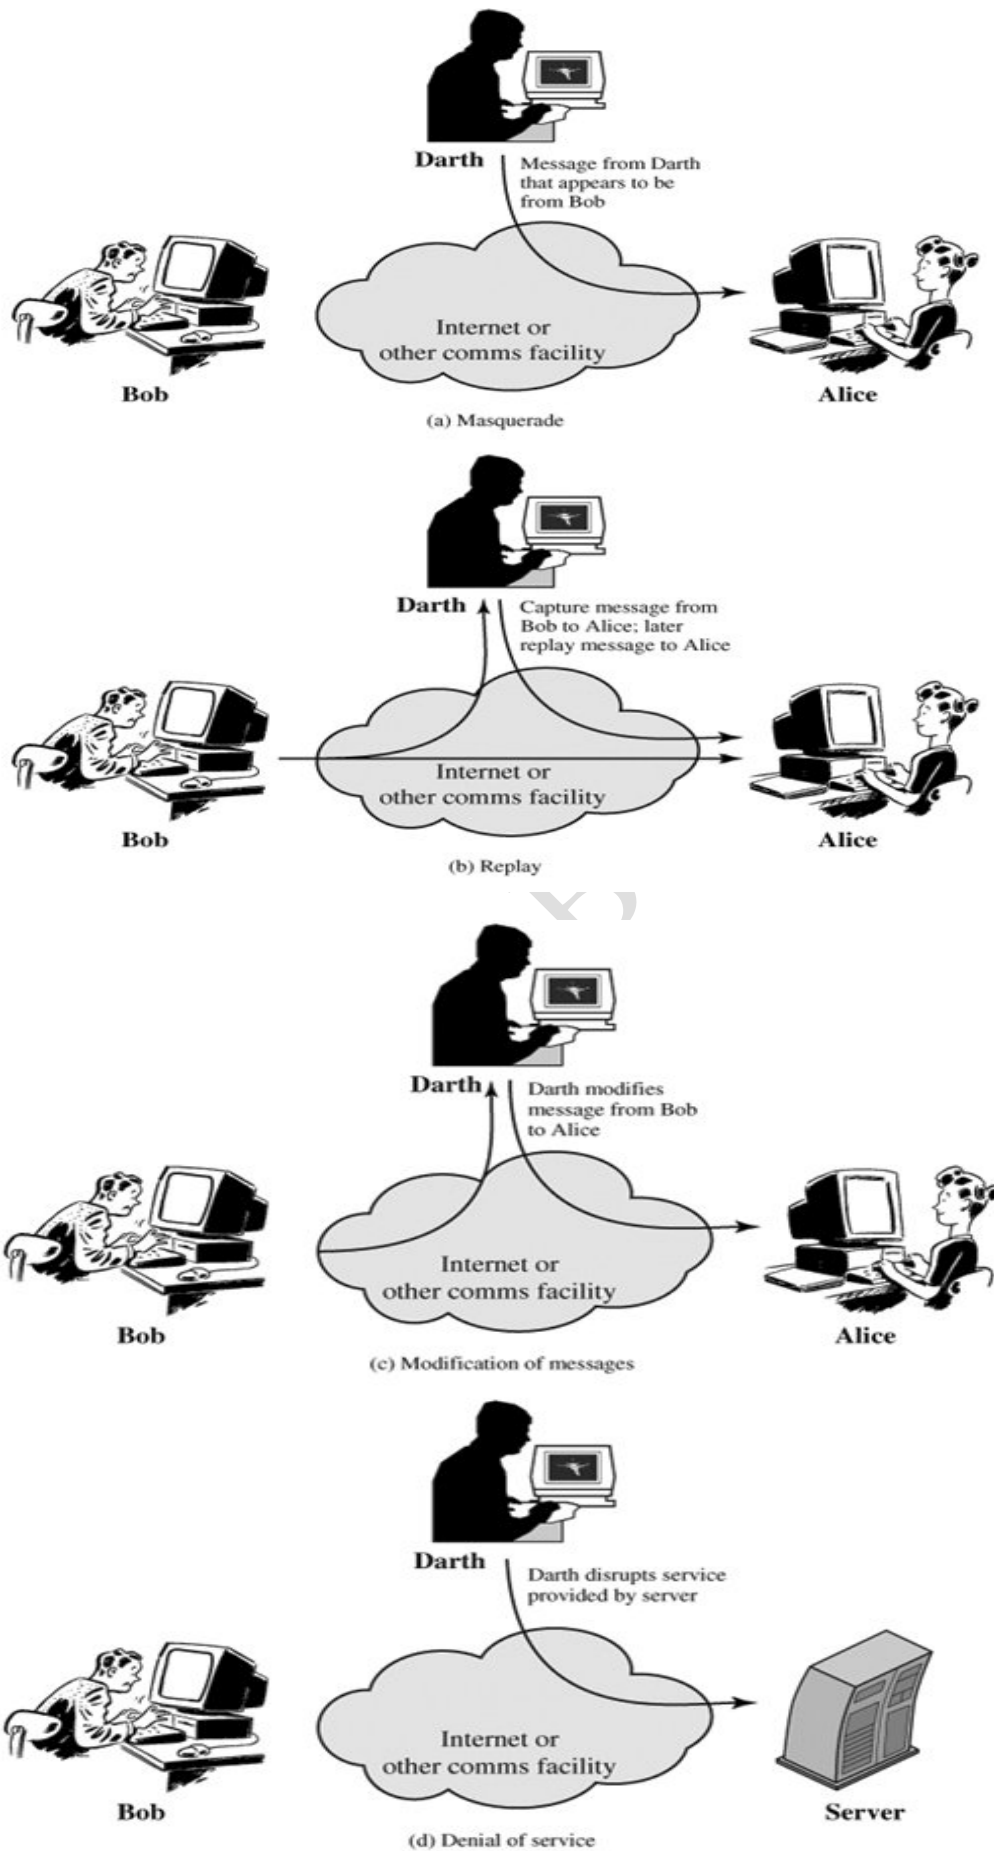 Darth
Message from Darth
that appears to be
from Bob
Internet or
other comms facility
Bob
Alice
(a) Masquerade
Darth
Capture message from
Bob to Alice; later
replay message to Alice
Internet or
other comms facility
Bob
Alice
(b) Replay
Darth
Darth modifies
message from Bob
to Alice
Internet or
other comms facility
Bob
Alice
(c) Modification of messages
Darth
Darth disrupts service
provided by server
Internet or
other comms facility
Bob
Server
(d) Denial of service